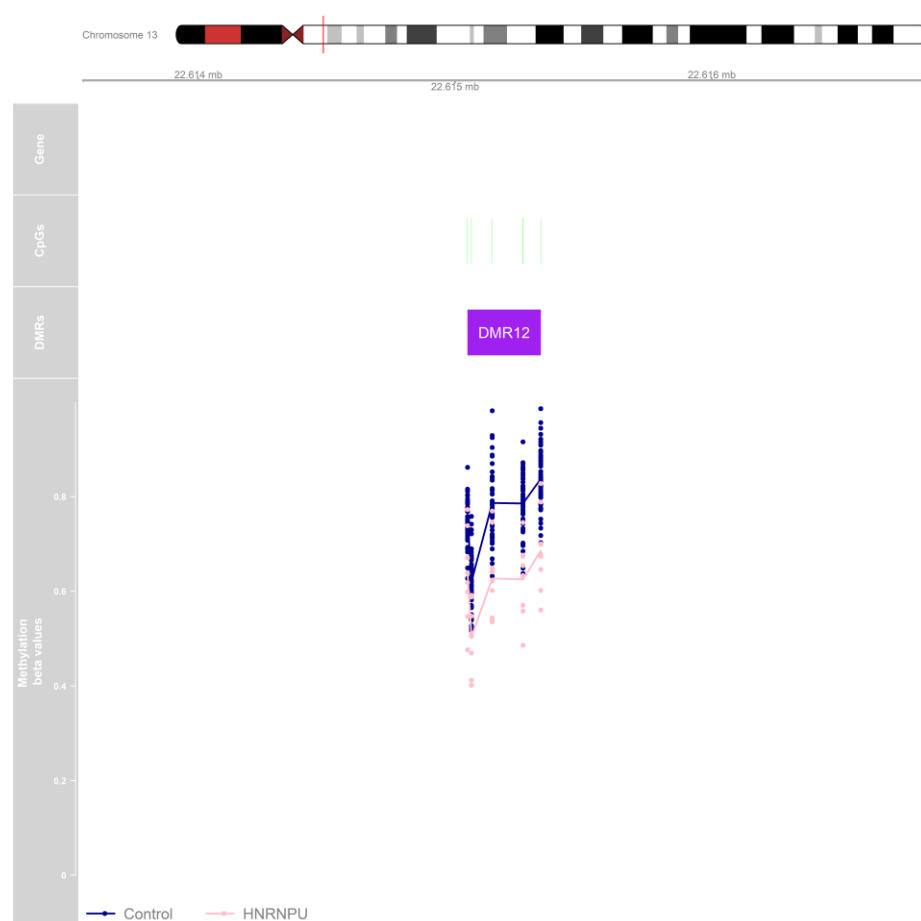 Chromosome 13
22.614 mb
22.615 mb
22.616 mb
Gene
CpGs
DMRs
DMR12
Methylation
beta values
0.8
0.6
0.4
0.2
0
Control
HNRNPU